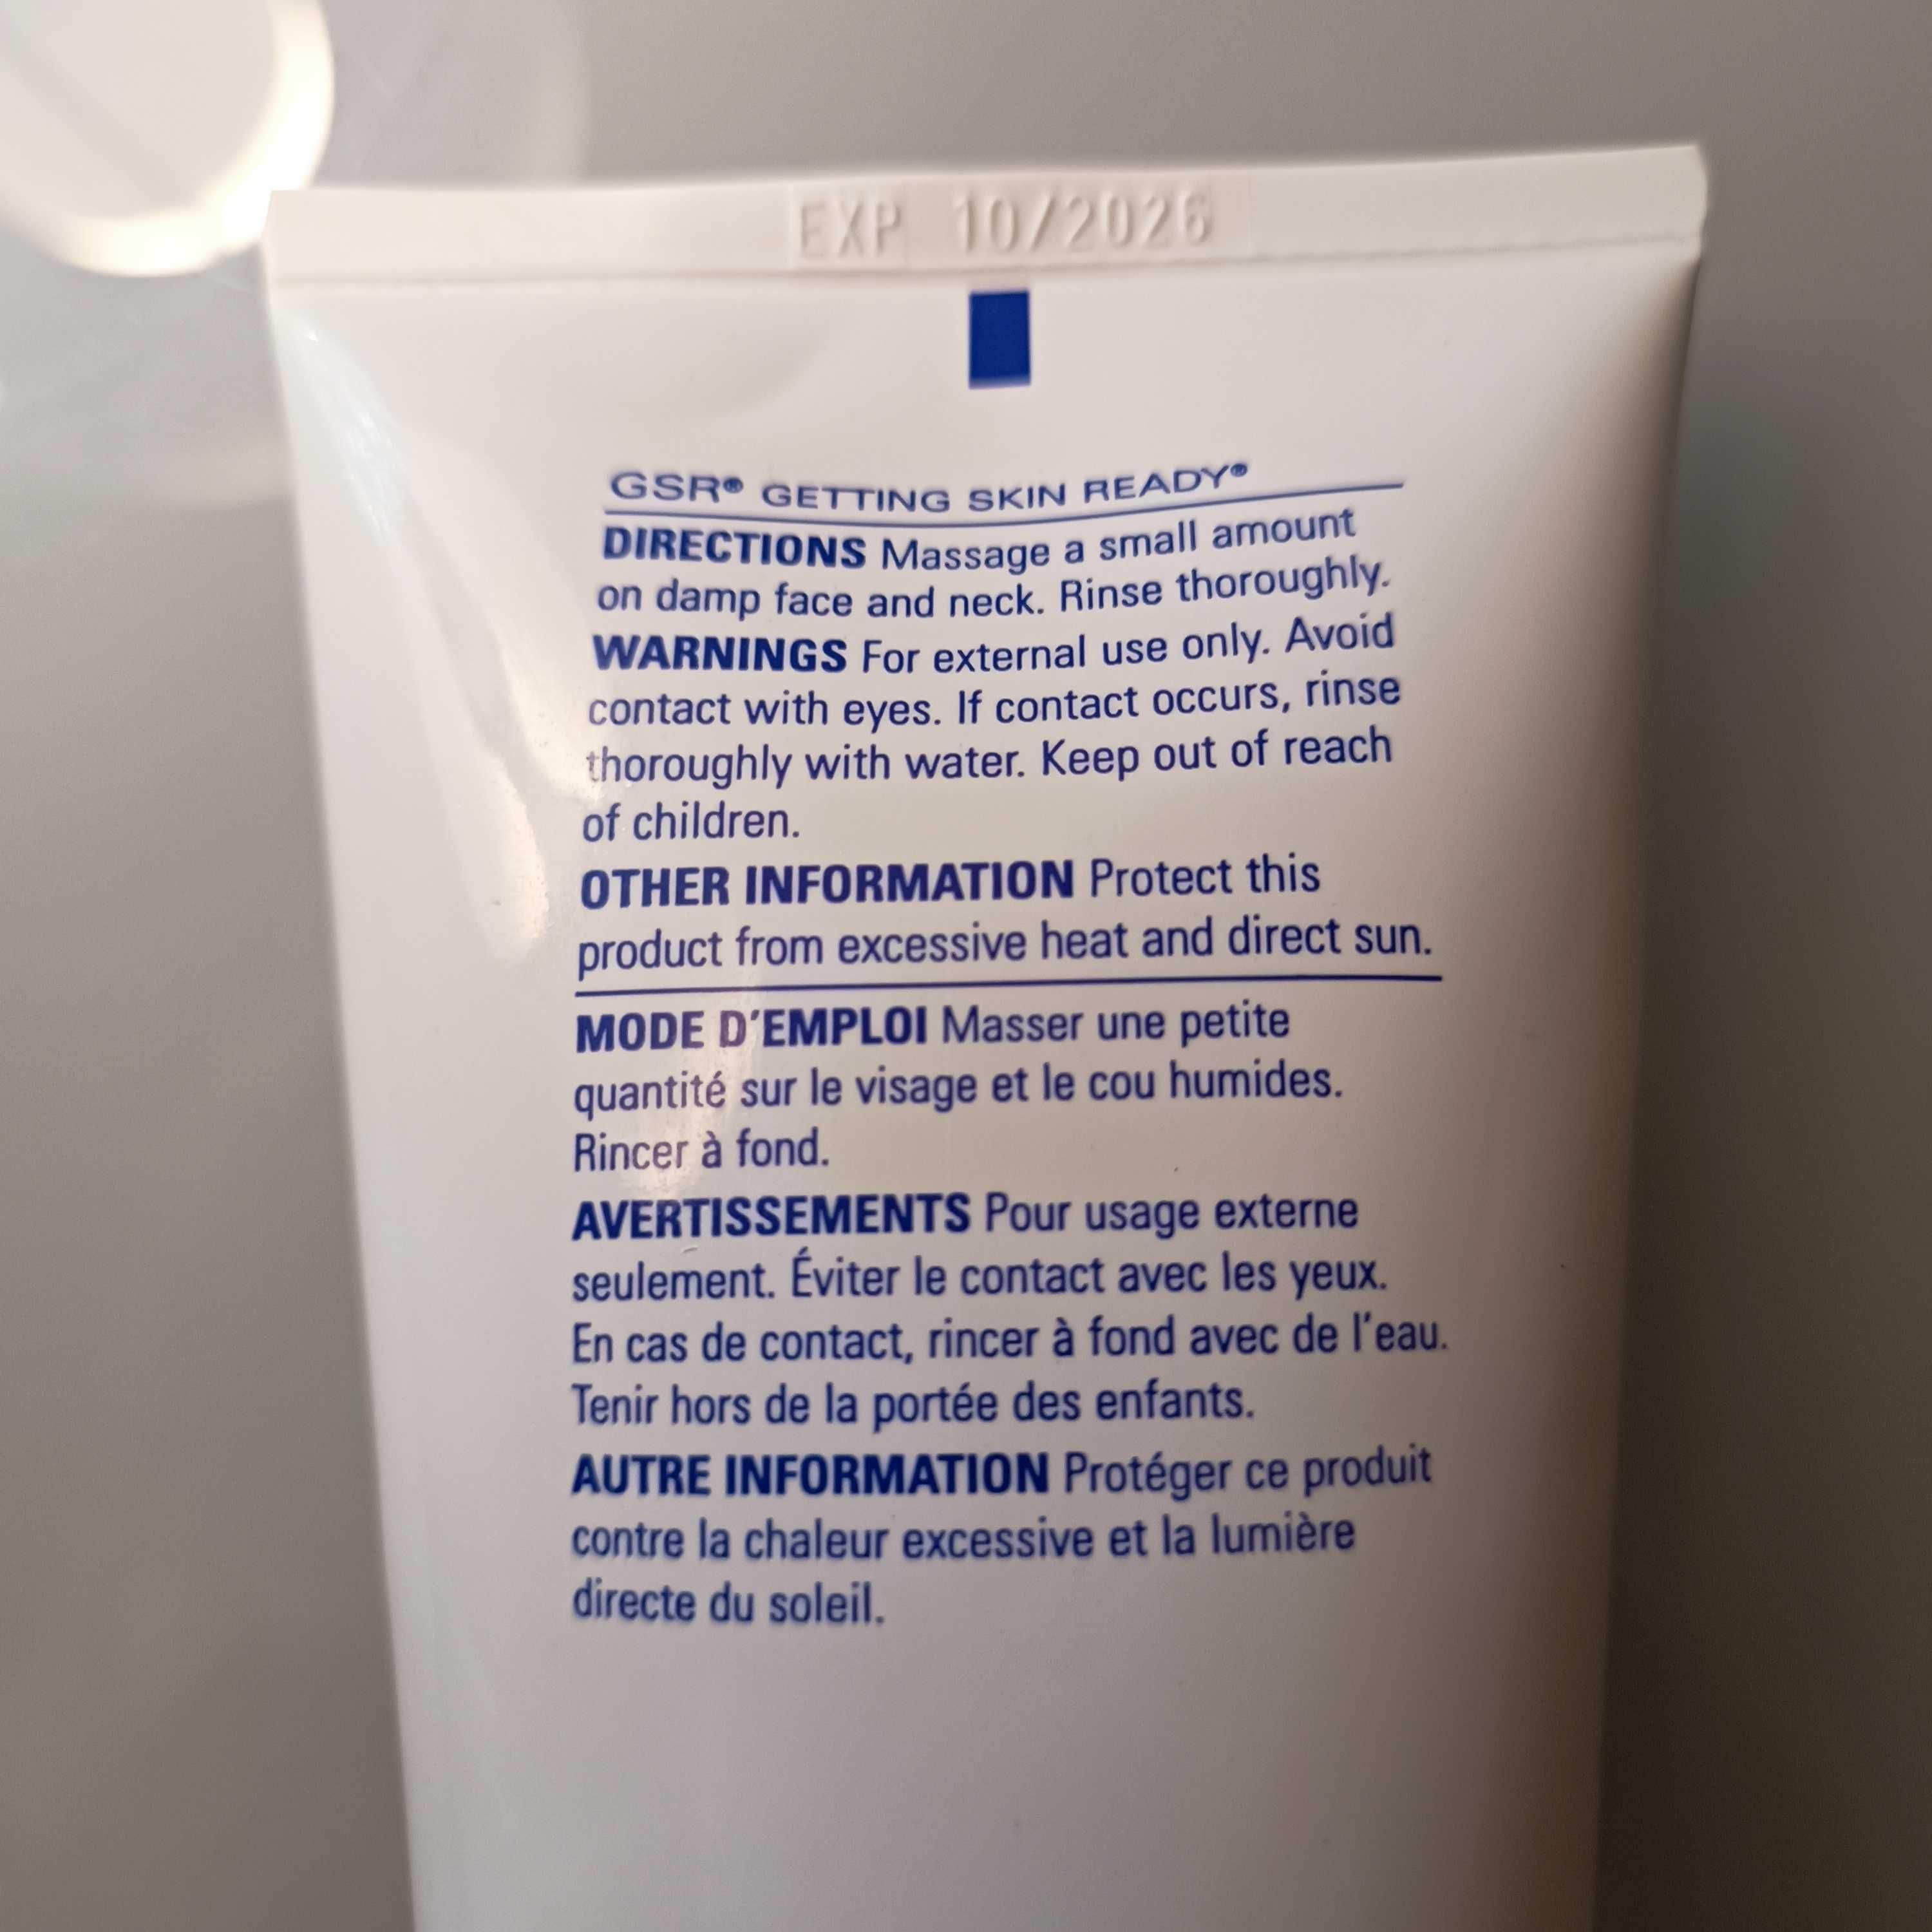 EXP 10/2026
GSR® GETTING SKIN READY®
DIRECTIONS Massage a small amount
on damp face and neck. Rinse thoroughly.
WARNINGS For external use only. Avoid
contact with eyes. If contact occurs, rinse
thoroughly with water. Keep out of reach
of children.
OTHER INFORMATION Protect this
product from excessive heat and direct sun.
MODE D'EMPLOI Masser une petite
quantité sur le visage et le cou humides.
Rincer à fond.
AVERTISSEMENTS Pour usage externe
seulement. Éviter le contact avec les yeux.
En cas de contact, rincer à fond avec de l'eau.
Tenir hors de la portée des enfants.
AUTRE INFORMATION Protéger ce produit
contre la chaleur excessive et la lumière
directe du soleil.